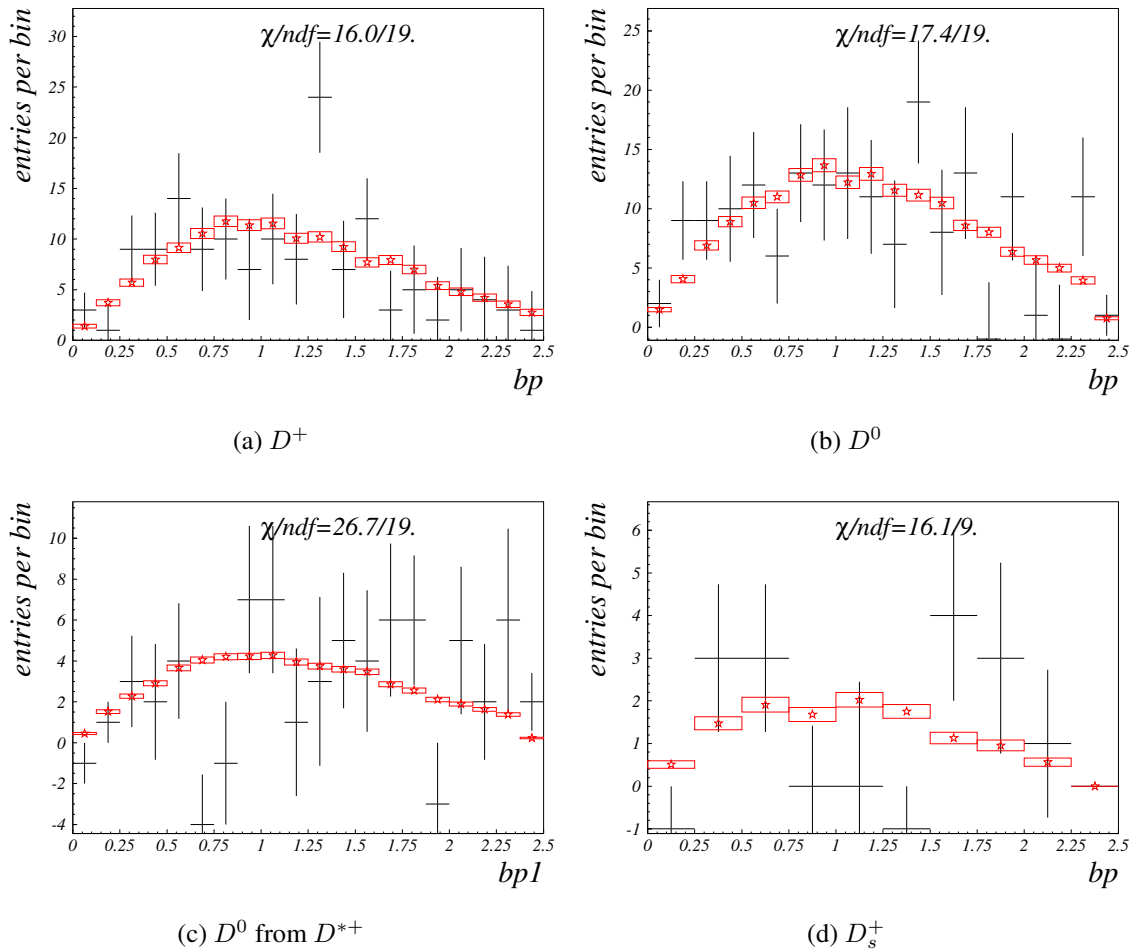 χ/ndf=16.0/19.
entries per bin
30
25
20
15
10
5
0
0 0.25 0.5 0.75 1 1.25 1.5 1.75 2 2.25 2.5
bp
(a) D⁺
χ/ndf=17.4/19.
entries per bin
25
20
15
10
5
0
0 0.25 0.5 0.75 1 1.25 1.5 1.75 2 2.25 2.5
bp
(b) D⁰
χ/ndf=26.7/19.
entries per bin
10
8
6
4
2
0
-2
-4
0 0.25 0.5 0.75 1 1.25 1.5 1.75 2 2.25 2.5
bp1
(c) D⁰ from D*⁺
χ/ndf=16.1/9.
entries per bin
6
5
4
3
2
1
0
-1
0 0.25 0.5 0.75 1 1.25 1.5 1.75 2 2.25 2.5
bp
(d) Dₛ⁺